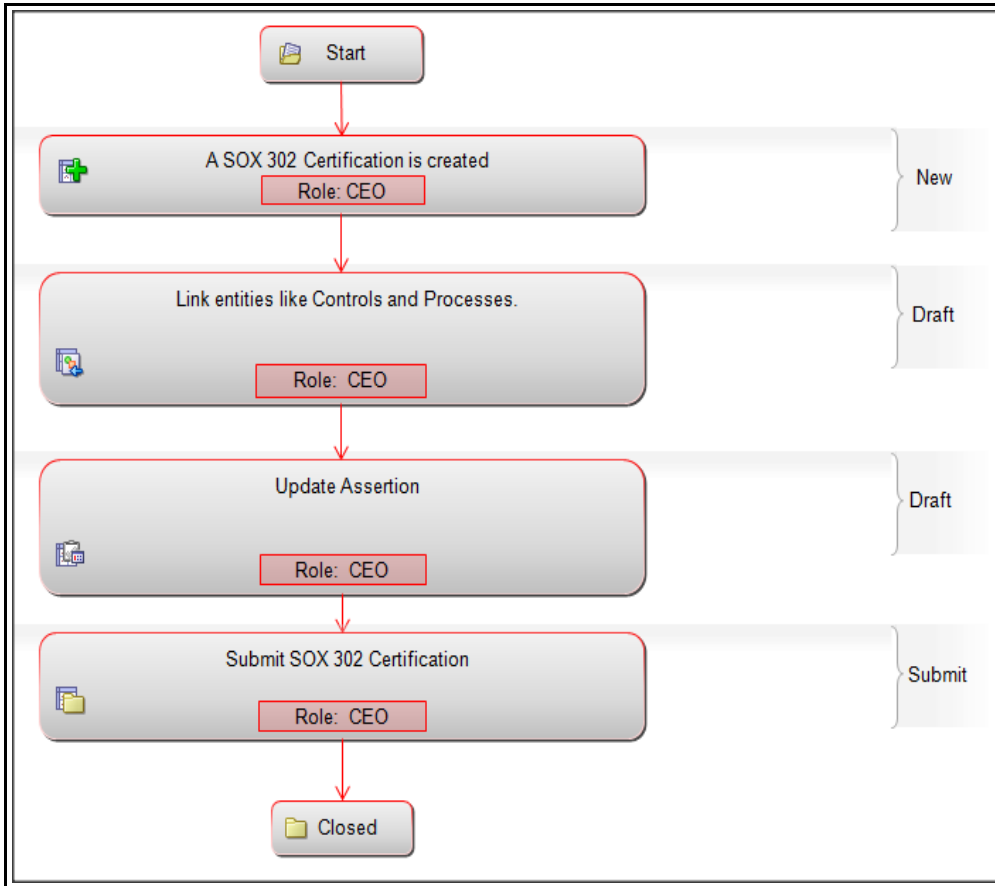 Start
A SOX 302 Certification is created
Role: CEO
New
Link entities like Controls and Processes.
Draft
Role: CEO
Update Assertion
Draft
Role: CEO
Submit SOX 302 Certification
Submit
Role: CEO
Closed